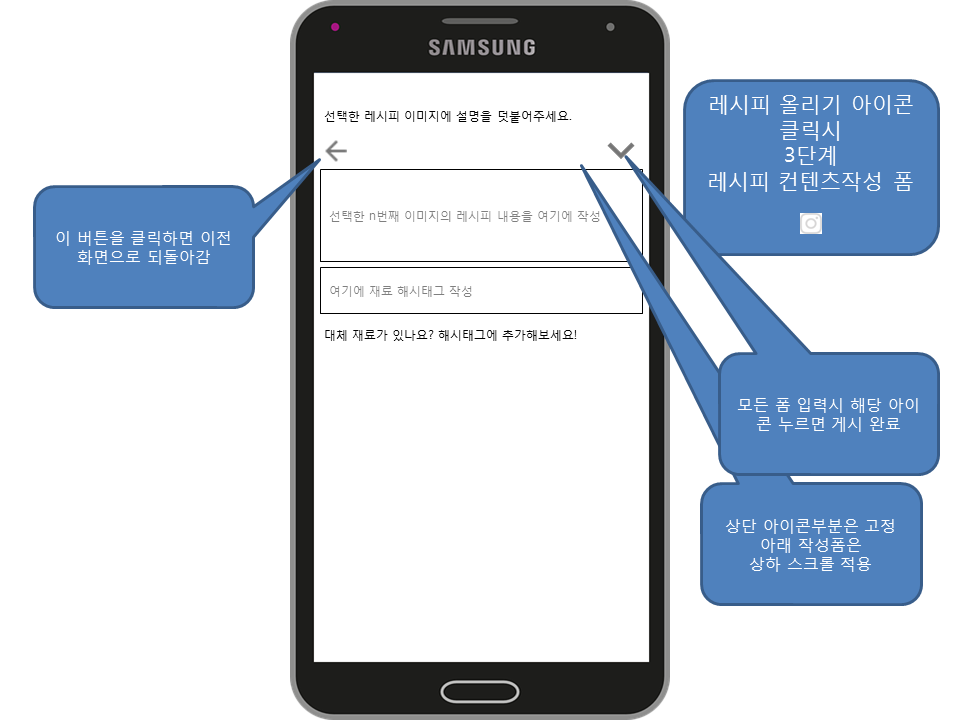 SAMSUNG
선택한 레시피 이미지에 설명을 덧붙어주세요.
선택한 n번째 이미지의 레시피 내용을 여기에 작성
여기에 재료 해시태그 작성
대체 재료가 있나요? 해시태그에 추가해보세요!
이 버튼을 클릭하면 이전
화면으로 되돌아감
레시피 올리기 아이콘
클릭시
3단계
레시피 컨텐츠작성 폼
모든 폼 입력시 해당 아이
콘 누르면 게시 완료
상단 아이콘부분은 고정
아래 작성폼은
상하 스크롤 적용